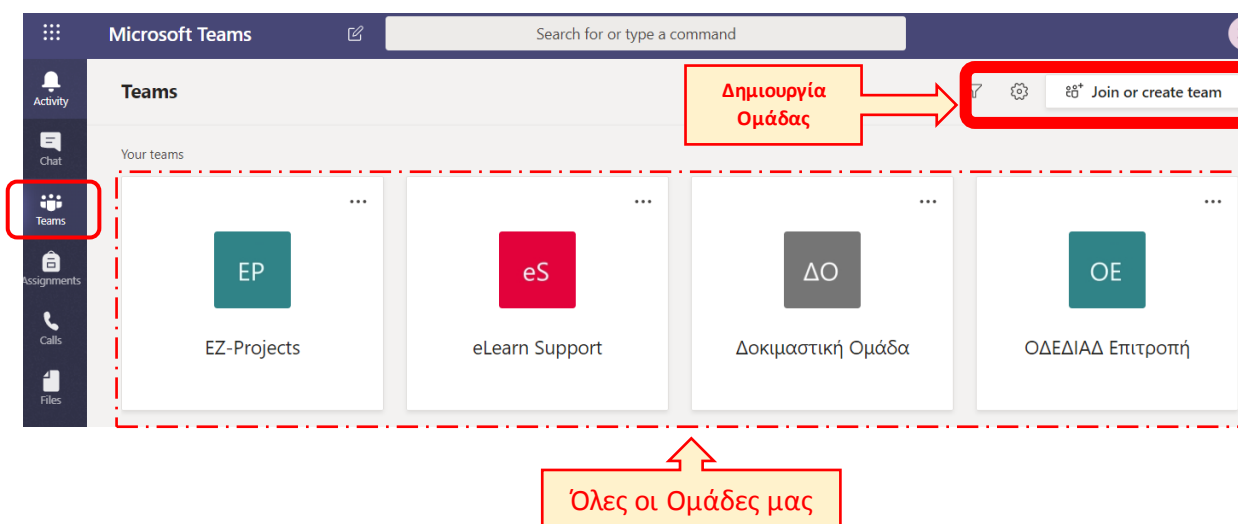 Microsoft Teams
Search for or type a command
Activity
Teams
Δημιουργία
Ομάδας
Join or create team
Chat
Your teams
Teams
Assignments
Calls
Files
EP
eS
ΔΟ
ΟΕ
EZ-Projects
eLearn Support
Δοκιμαστική Ομάδα
ΟΔΕΔΙΑΔ Επιτροπή
Όλες οι Ομάδες μας